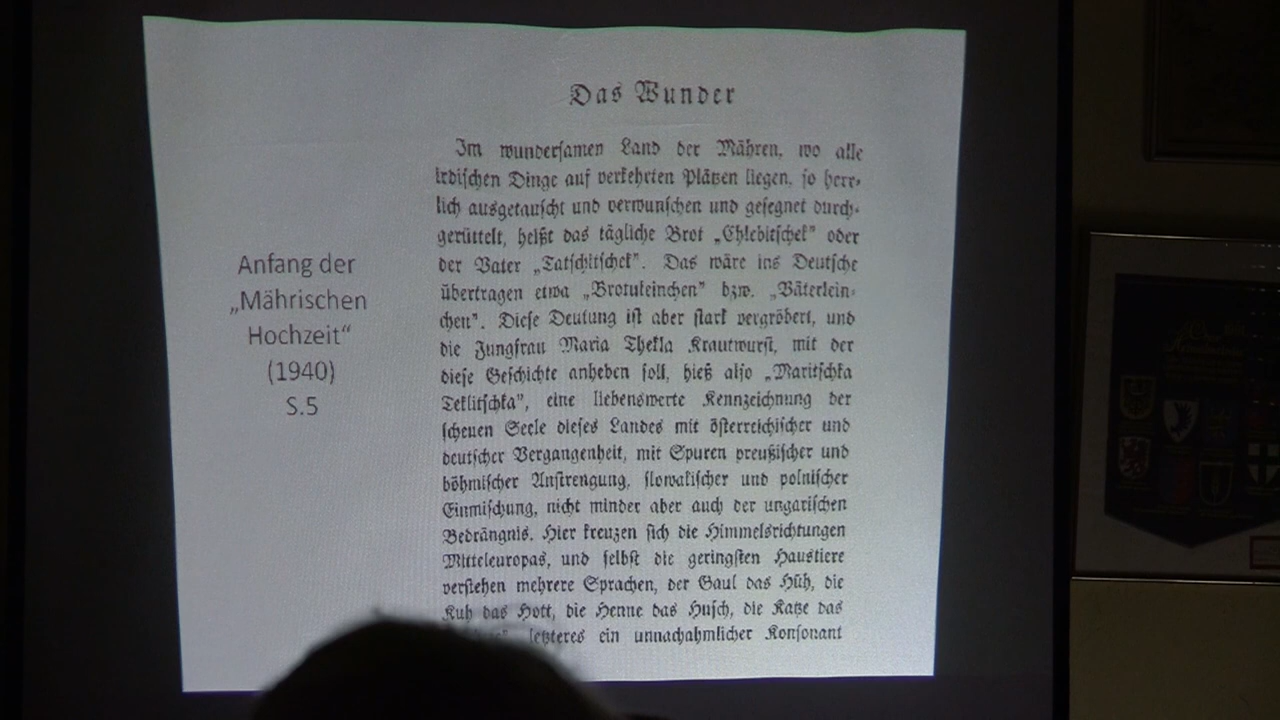 Anfang der
„Mährischen
Hochzeit“
(1940)
S.5
Das Wunder
Im wundersamen Land der Mähren, wo alle
irdischen Dinge auf verkehrten Plätzen liegen, so herr-
lich ausgetauscht und verwunschen und gesegnet durch-
gerüttelt, heißt das tägliche Brot „Chlebitschek" oder
der Vater „Tatschitschek". Das wäre ins Deutsche
übertragen etwa „Brotuleinchen" bzw. „Väterlein-
chen". Diese Deutung ist aber stark vergröbert, und
die Jungfrau Maria Thekla Krautwurst, mit der
diese Geschichte anheben soll, hieß also „Maritschka
Teklitschka", eine liebenswerte Kennzeichnung der
scheuen Seele dieses Landes mit österreichischer und
deutscher Vergangenheit, mit Spuren preußischer und
böhmischer Anstrengung, slowakischer und polnischer
Einmischung, nicht minder aber auch der ungarischen
Bedrängnis. Hier kreuzen sich die Himmelsrichtungen
Mitteleuropas, und selbst die geringsten Haustiere
verstehen mehrere Sprachen, der Gaul das Hüh, die
Kuh das Hott, die Henne das Husch, die Katze das
letzteres ein unnachahmlicher Konsonant